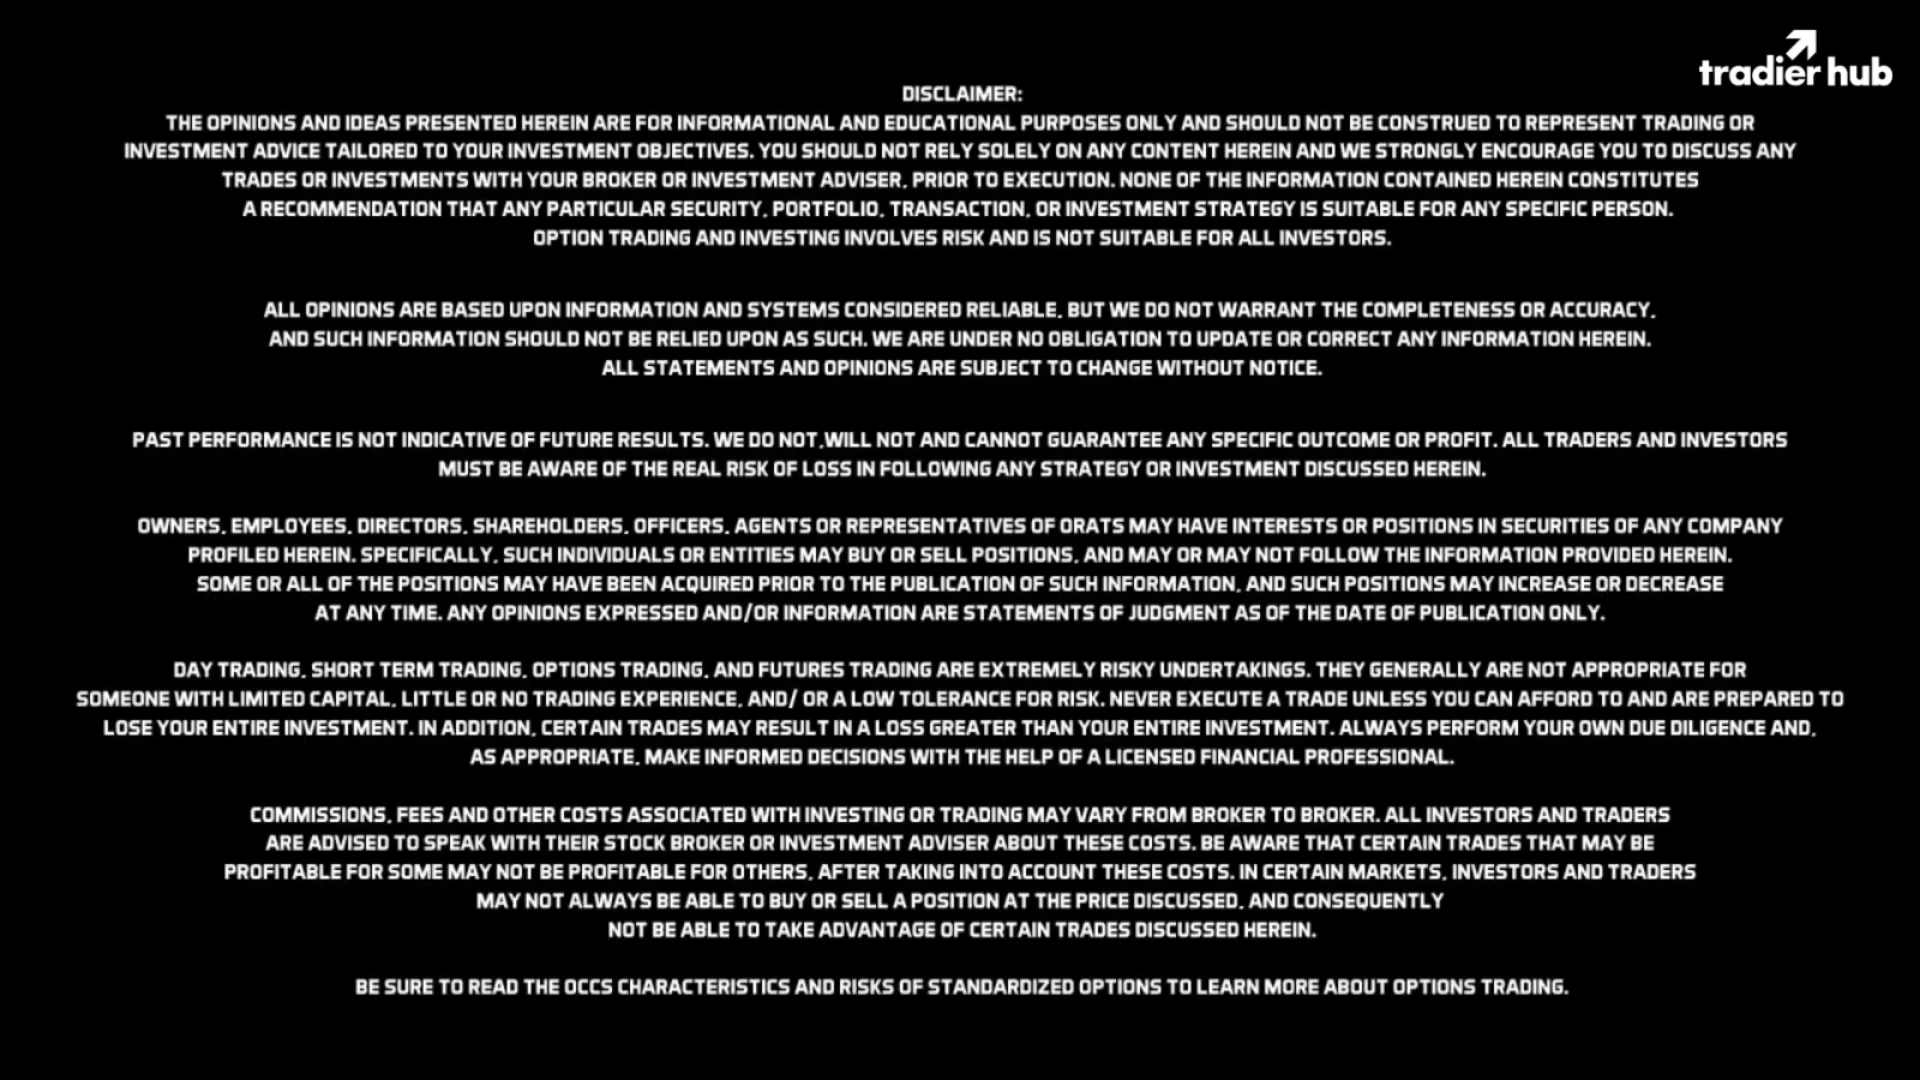 tradier hub
DISCLAIMER:
THE OPINIONS AND IDEAS PRESENTED HEREIN ARE FOR INFORMATIONAL AND EDUCATIONAL PURPOSES ONLY AND SHOULD NOT BE CONSTRUED TO REPRESENT TRADING OR
INVESTMENT ADVICE TAILORED TO YOUR INVESTMENT OBJECTIVES. YOU SHOULD NOT RELY SOLELY ON ANY CONTENT HEREIN AND WE STRONGLY ENCOURAGE YOU TO DISCUSS ANY
TRADES OR INVESTMENTS WITH YOUR BROKER OR INVESTMENT ADVISER, PRIOR TO EXECUTION. NONE OF THE INFORMATION CONTAINED HEREIN CONSTITUTES
A RECOMMENDATION THAT ANY PARTICULAR SECURITY, PORTFOLIO, TRANSACTION, OR INVESTMENT STRATEGY IS SUITABLE FOR ANY SPECIFIC PERSON.
OPTION TRADING AND INVESTING INVOLVES RISK AND IS NOT SUITABLE FOR ALL INVESTORS.
ALL OPINIONS ARE BASED UPON INFORMATION AND SYSTEMS CONSIDERED RELIABLE, BUT WE DO NOT WARRANT THE COMPLETENESS OR ACCURACY,
AND SUCH INFORMATION SHOULD NOT BE RELIED UPON AS SUCH. WE ARE UNDER NO OBLIGATION TO UPDATE OR CORRECT ANY INFORMATION HEREIN.
ALL STATEMENTS AND OPINIONS ARE SUBJECT TO CHANGE WITHOUT NOTICE.
PAST PERFORMANCE IS NOT INDICATIVE OF FUTURE RESULTS. WE DO NOT,WILL NOT AND CANNOT GUARANTEE ANY SPECIFIC OUTCOME OR PROFIT. ALL TRADERS AND INVESTORS
MUST BE AWARE OF THE REAL RISK OF LOSS IN FOLLOWING ANY STRATEGY OR INVESTMENT DISCUSSED HEREIN.
OWNERS, EMPLOYEES, DIRECTORS, SHAREHOLDERS, OFFICERS, AGENTS OR REPRESENTATIVES OF ORATS MAY HAVE INTERESTS OR POSITIONS IN SECURITIES OF ANY COMPANY
PROFILED HEREIN. SPECIFICALLY, SUCH INDIVIDUALS OR ENTITIES MAY BUY OR SELL POSITIONS, AND MAY OR MAY NOT FOLLOW THE INFORMATION PROVIDED HEREIN.
SOME OR ALL OF THE POSITIONS MAY HAVE BEEN ACQUIRED PRIOR TO THE PUBLICATION OF SUCH INFORMATION, AND SUCH POSITIONS MAY INCREASE OR DECREASE
AT ANY TIME. ANY OPINIONS EXPRESSED AND/OR INFORMATION ARE STATEMENTS OF JUDGMENT AS OF THE DATE OF PUBLICATION ONLY.
DAY TRADING, SHORT TERM TRADING, OPTIONS TRADING, AND FUTURES TRADING ARE EXTREMELY RISKY UNDERTAKINGS. THEY GENERALLY ARE NOT APPROPRIATE FOR
SOMEONE WITH LIMITED CAPITAL, LITTLE OR NO TRADING EXPERIENCE, AND/ OR A LOW TOLERANCE FOR RISK. NEVER EXECUTE A TRADE UNLESS YOU CAN AFFORD TO AND ARE PREPARED TO
LOSE YOUR ENTIRE INVESTMENT. IN ADDITION, CERTAIN TRADES MAY RESULT IN A LOSS GREATER THAN YOUR ENTIRE INVESTMENT. ALWAYS PERFORM YOUR OWN DUE DILIGENCE AND,
AS APPROPRIATE, MAKE INFORMED DECISIONS WITH THE HELP OF A LICENSED FINANCIAL PROFESSIONAL.
COMMISSIONS, FEES AND OTHER COSTS ASSOCIATED WITH INVESTING OR TRADING MAY VARY FROM BROKER TO BROKER. ALL INVESTORS AND TRADERS
ARE ADVISED TO SPEAK WITH THEIR STOCK BROKER OR INVESTMENT ADVISER ABOUT THESE COSTS. BE AWARE THAT CERTAIN TRADES THAT MAY BE
PROFITABLE FOR SOME MAY NOT BE PROFITABLE FOR OTHERS, AFTER TAKING INTO ACCOUNT THESE COSTS. IN CERTAIN MARKETS, INVESTORS AND TRADERS
MAY NOT ALWAYS BE ABLE TO BUY OR SELL A POSITION AT THE PRICE DISCUSSED, AND CONSEQUENTLY
NOT BE ABLE TO TAKE ADVANTAGE OF CERTAIN TRADES DISCUSSED HEREIN.
BE SURE TO READ THE OCCS CHARACTERISTICS AND RISKS OF STANDARDIZED OPTIONS TO LEARN MORE ABOUT OPTIONS TRADING.